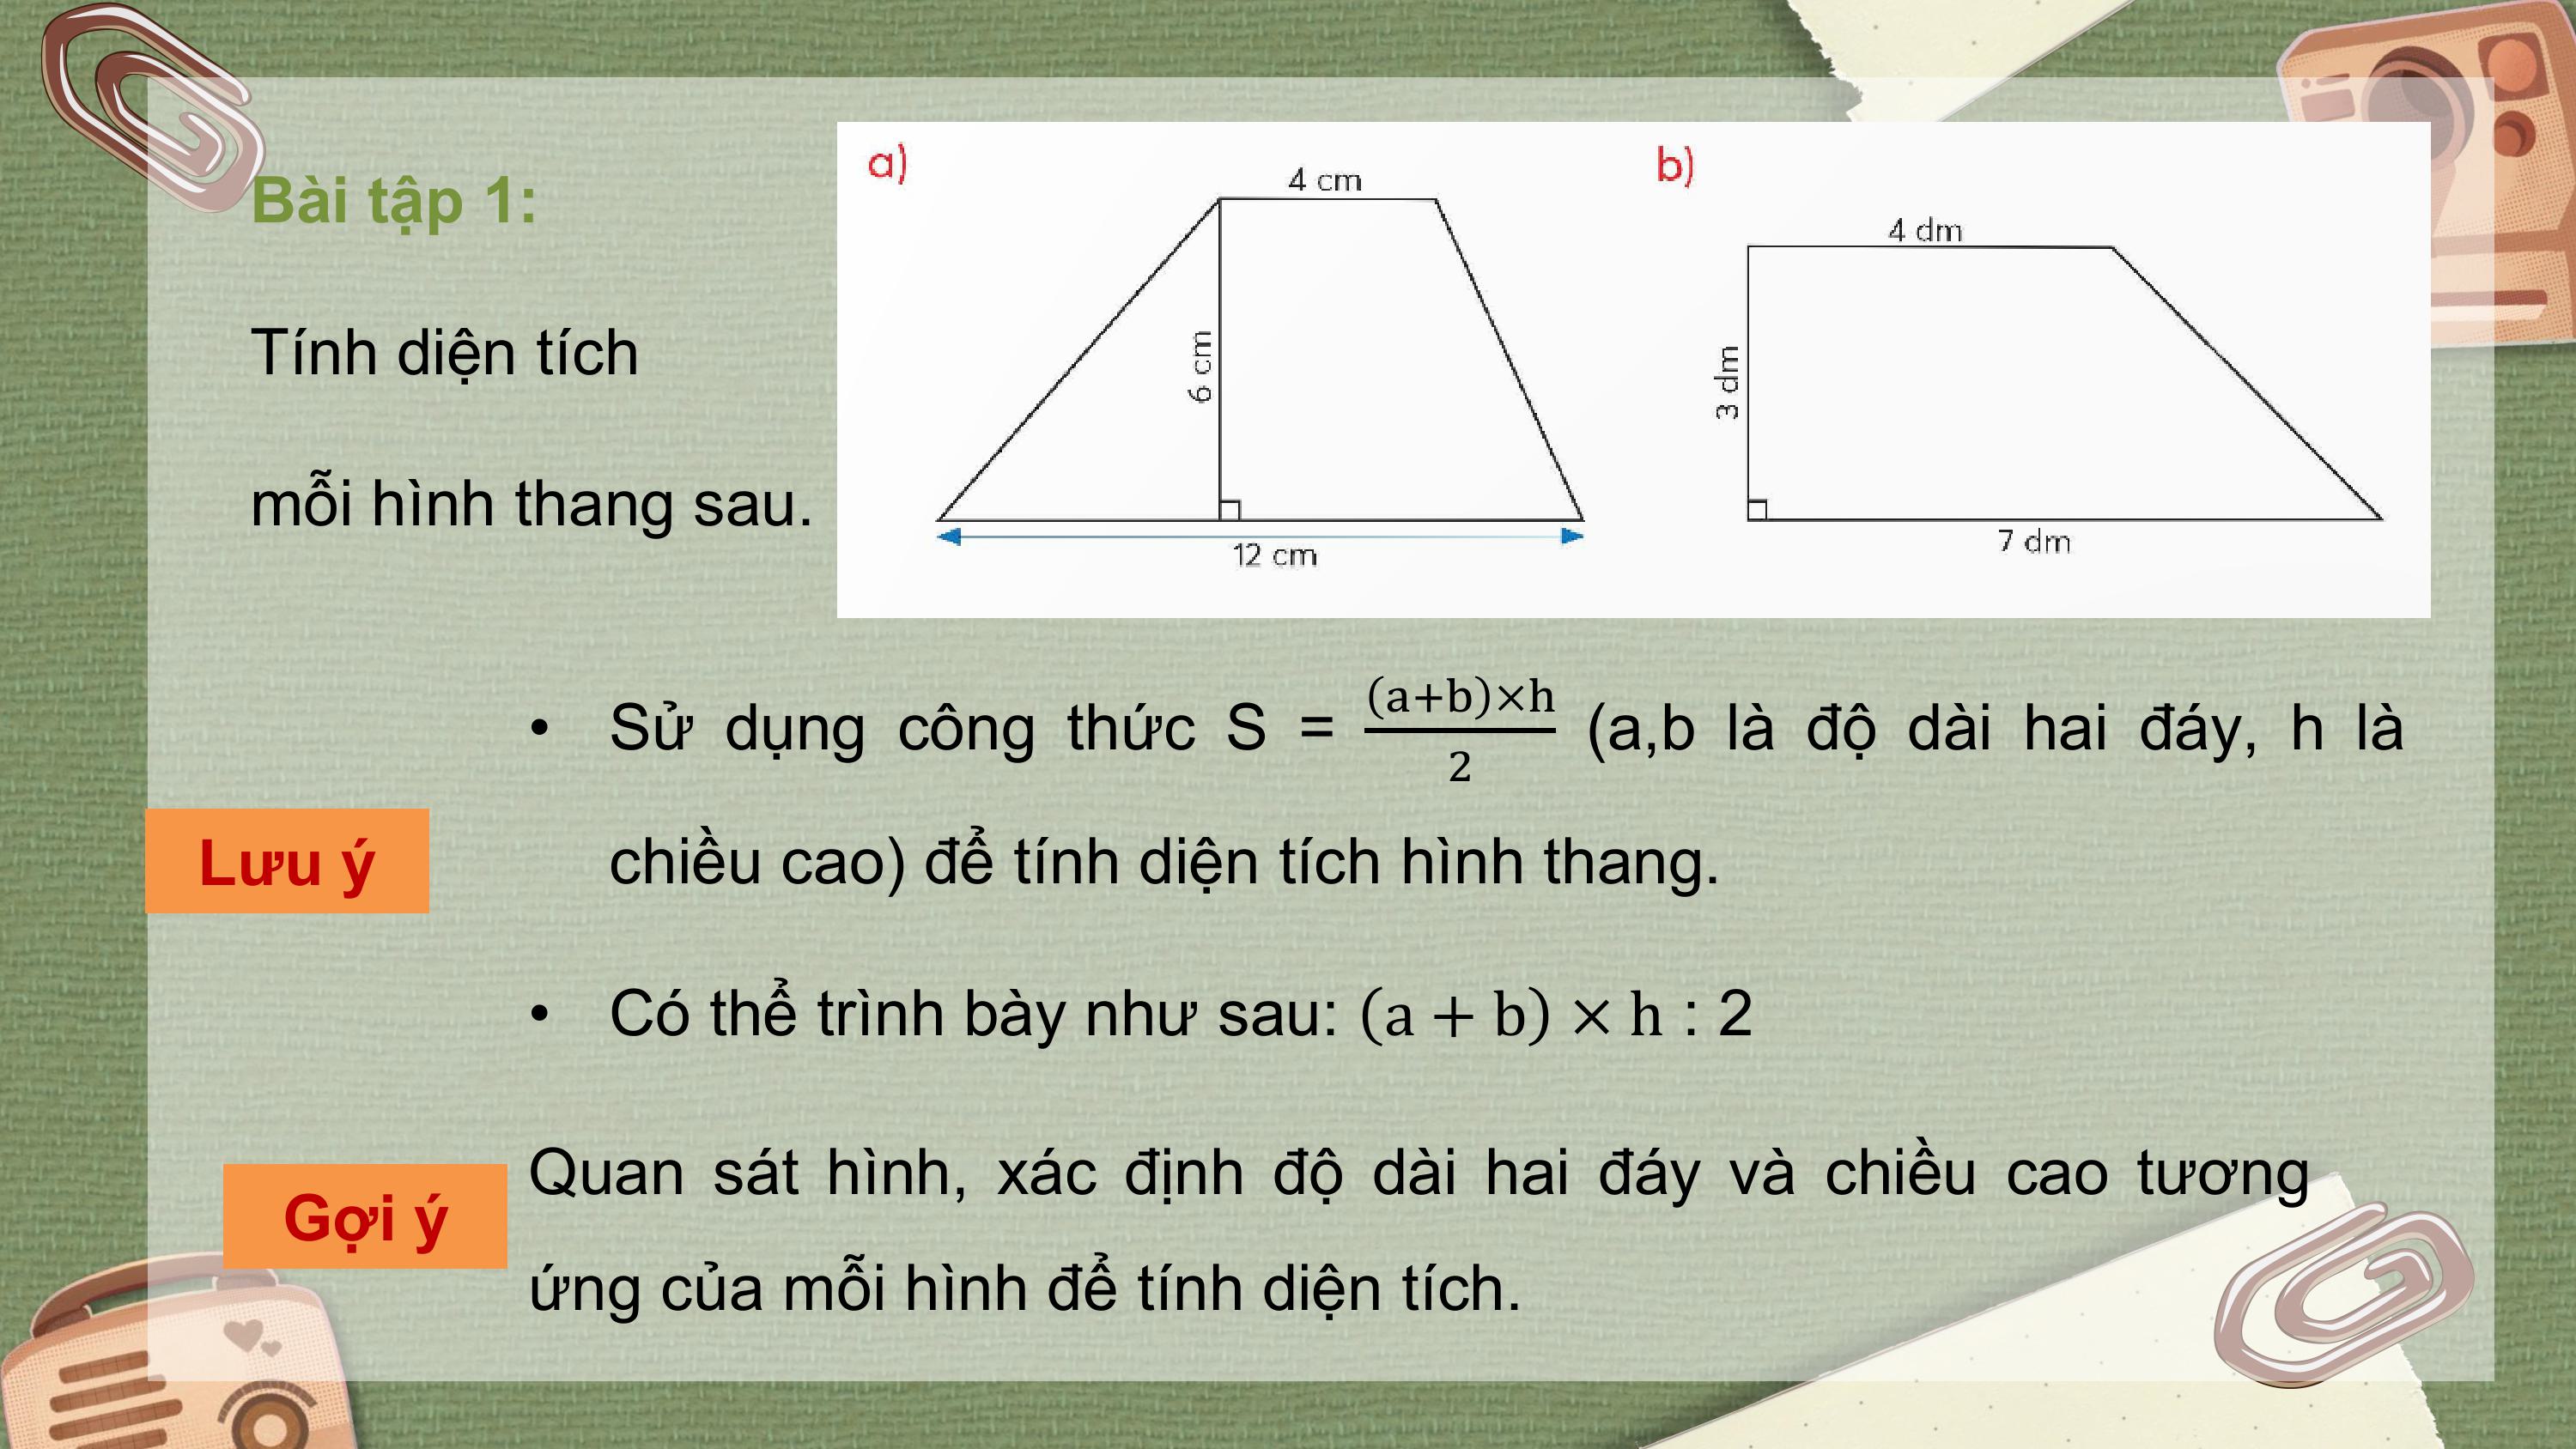 Bài tập 1:
Tính diện tích
mỗi hình thang sau.
a)
4 cm
6 cm
12 cm
b)
4 dm
3 dm
7 dm
Lưu ý
• Sử dụng công thức S = (a+b)×h/2 (a,b là độ dài hai đáy, h là
chiều cao) để tính diện tích hình thang.
• Có thể trình bày như sau: (a + b) × h : 2
Gợi ý
Quan sát hình, xác định độ dài hai đáy và chiều cao tương
ứng của mỗi hình để tính diện tích.